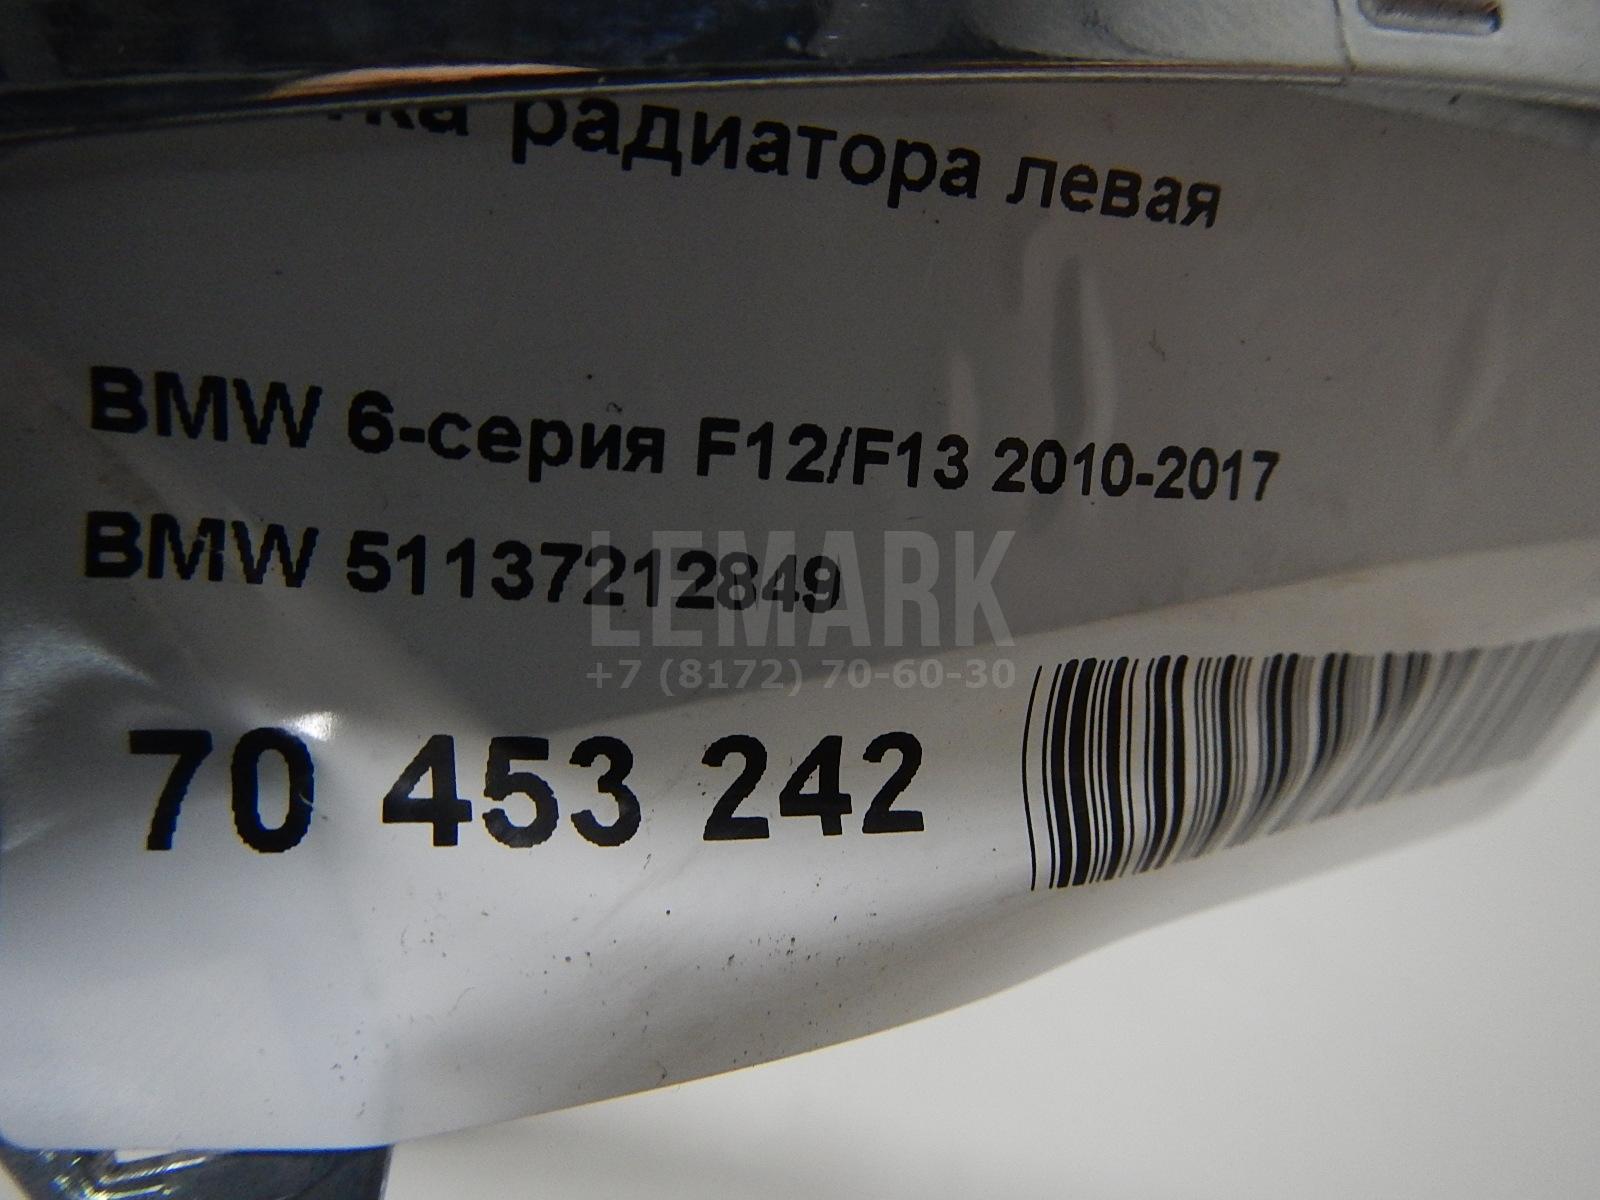 радиатора левая
BMW 6-серия F12/F13 2010-2017
BMW 51137212849
LEMARK
+7 (8172) 70-60-30
70 453 242